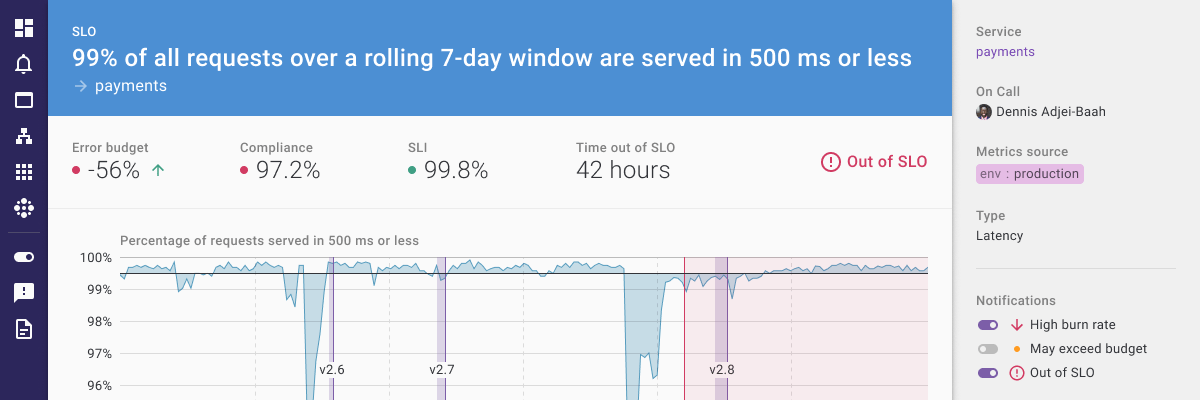 SLO
99% of all requests over a rolling 7-day window are served in 500 ms or less
→ payments
Error budget
-56% ↑
Compliance
97.2%
SLI
99.8%
Time out of SLO
42 hours
Out of SLO
Percentage of requests served in 500 ms or less
100%
99%
98%
97%
96%
v2.6
v2.7
v2.8
Service
payments
On Call
Dennis Adjei-Baah
Metrics source
env : production
Type
Latency
Notifications
High burn rate
May exceed budget
Out of SLO